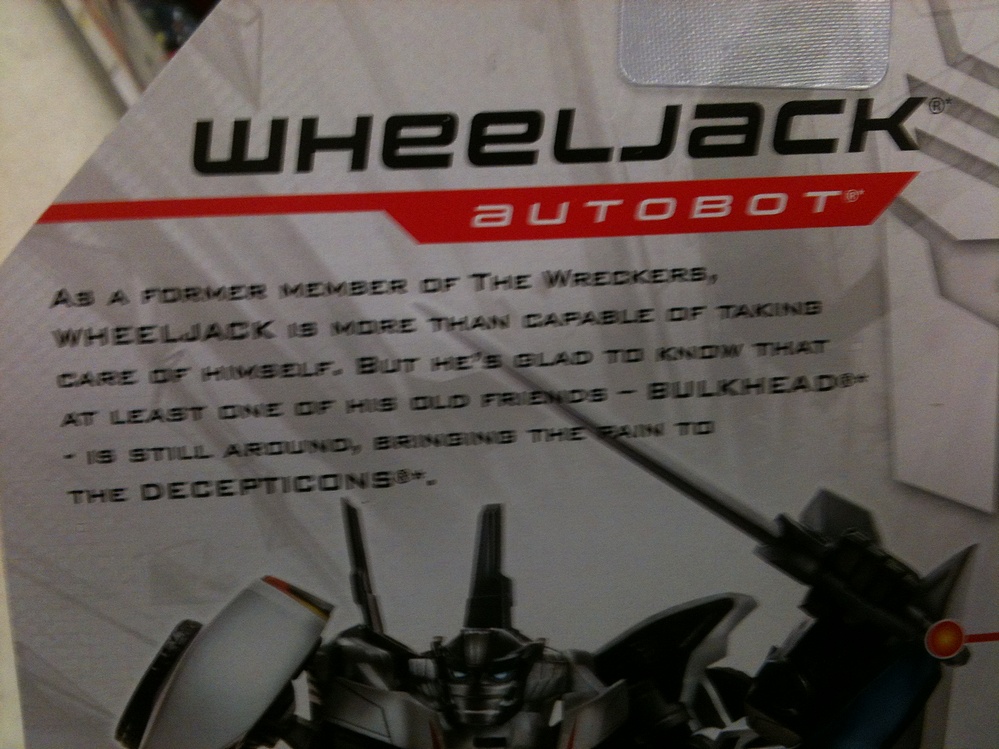 WHEELJACK®*
AUTOBOT®*
AS A FORMER MEMBER OF THE WRECKERS,
WHEELJACK IS MORE THAN CAPABLE OF TAKING
CARE OF HIMSELF. BUT HE'S GLAD TO KNOW THAT
AT LEAST ONE OF HIS OLD FRIENDS – BULKHEAD®*
- IS STILL AROUND, BRINGING THE PAIN TO
THE DECEPTICONS®*.